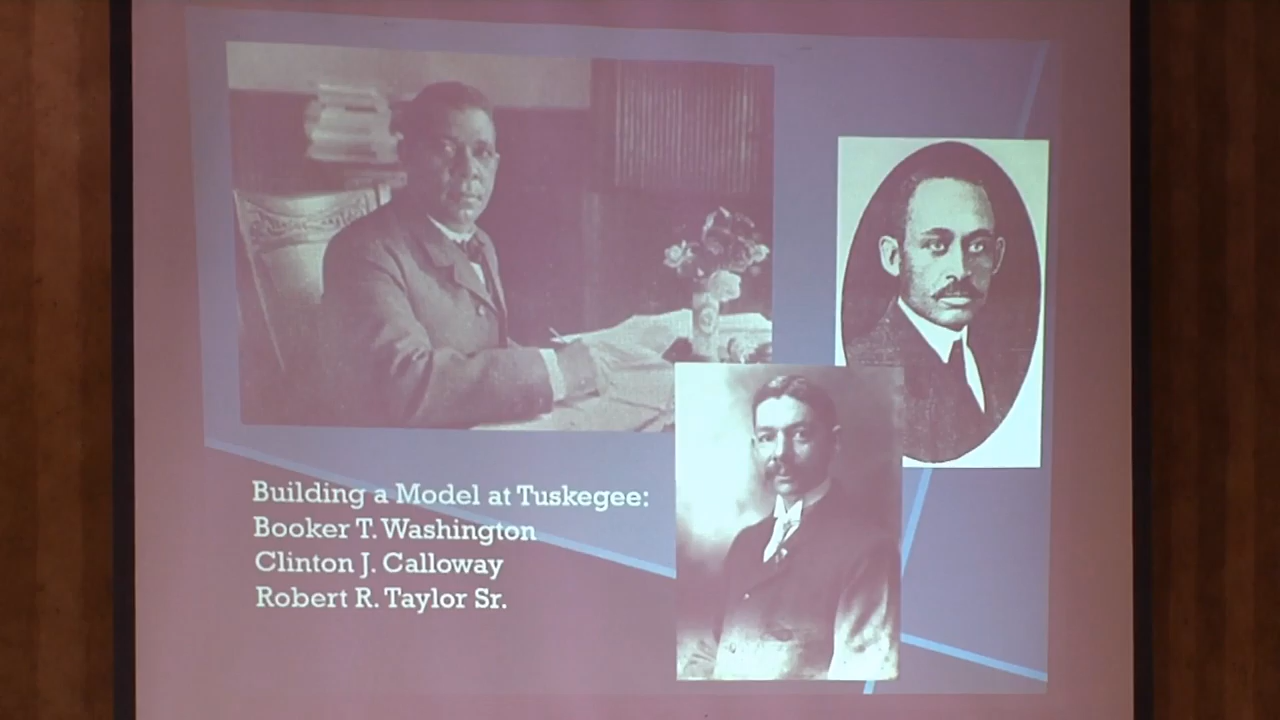 Building a Model at Tuskegee:
Booker T. Washington
Clinton J. Calloway
Robert R. Taylor Sr.